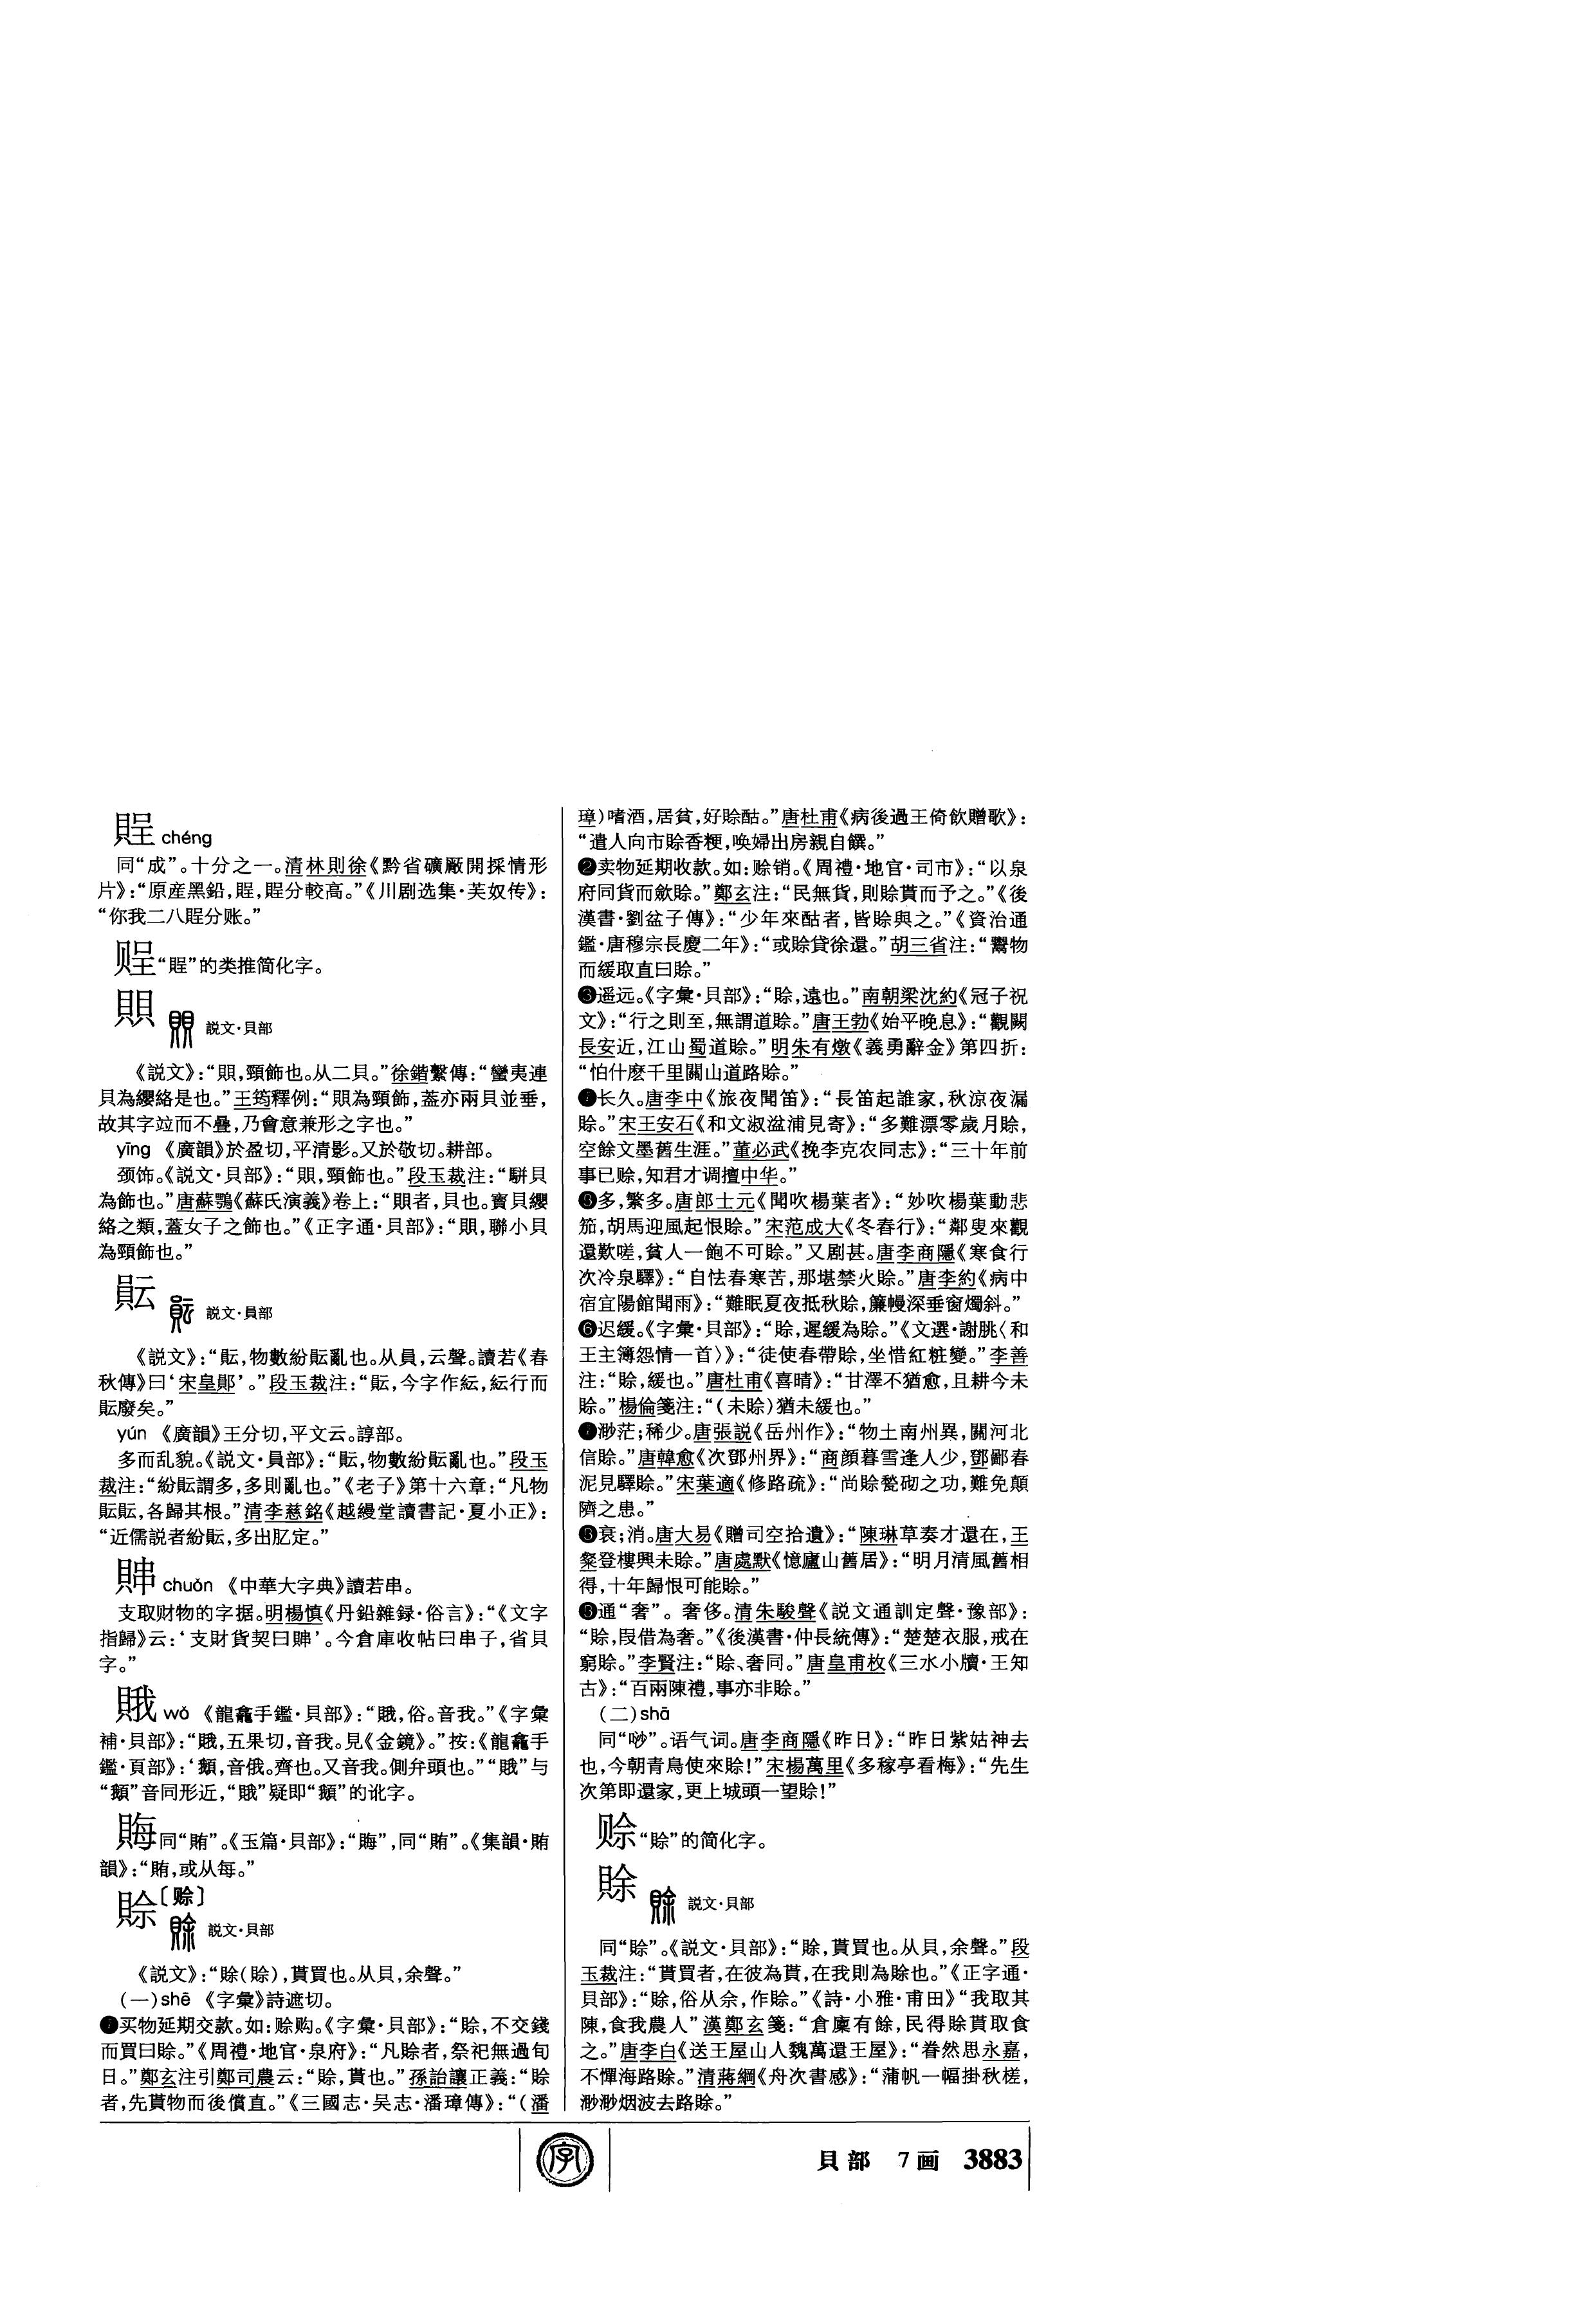 䞓 chéng
同“成”。十分之一。清林則徐《黔省礦厰開採情形
片》：“原産黑鉛，䞓，䞓分較高。”《川剧选集·芙奴传》：
“你我二八䞓分账。”
“䞓”的类推简化字。
賏 説文·貝部
《説文》：“賏，頸飾也。从二貝。”徐鍇繫傳：“蠻夷連
貝為纓絡是也。”王筠釋例：“賏為頸飾，蓋亦兩貝並垂，
故其字竝而不疊，乃會意兼形之字也。”
yīng 《廣韻》於盈切，平清影。又於敬切。耕部。
颈饰。《説文·貝部》：“賏，頸飾也。”段玉裁注：“駢貝
為飾也。”唐蘇鶚《蘇氏演義》卷上：“賏者，貝也。寳貝纓
絡之類，蓋女子之飾也。”《正字通·貝部》：“賏，聯小貝
為頸飾也。”
䝺 説文·員部
《説文》：“䝺，物數紛䝺亂也。从員，云聲。讀若《春
秋傳》曰‘宋皇鄖’。”段玉裁注：“䝺，今字作紜，紜行而
䝺廢矣。”
yún 《廣韻》王分切，平文云。諄部。
多而乱貌。《説文·員部》：“䝺，物數紛䝺亂也。”段玉
裁注：“紛䝺謂多，多則亂也。”《老子》第十六章：“凡物
䝺䝺，各歸其根。”清李慈銘《越縵堂讀書記·夏小正》：
“近儒説者紛䝺，多出肊定。”
賗 chuǒn 《中華大字典》讀若串。
支取财物的字据。明楊慎《丹鉛雜録·俗言》：“《文字
指歸》云：‘支財貨契曰賗’。今倉庫收帖曰串子，省貝
字。”
䞲 wǒ 《龍龕手鑑·貝部》：“䞲，俗。音我。”《字彙
補·貝部》：“䞲，五果切，音我。見《金鏡》。”按：《龍龕手
鑑·頁部》：‘䫑，音俄。齊也。又音我。側弁頭也。”“䞲”与
“䫑”音同形近，“䞲”疑即“䫑”的讹字。
䝩同“賄”。《玉篇·貝部》：“䝩”，同“賄”。《集韻·賄
韻》：“賄，或从每。”
賒〔赊〕 説文·貝部
《説文》：“賒（賖），貰買也。从貝，余聲。”
（一）shē 《字彙》詩遮切。
❶买物延期交款。如：赊购。《字彙·貝部》：“賒，不交錢
而買曰賒。”《周禮·地官·泉府》：“凡賒者，祭祀無過旬
日。”鄭玄注引鄭司農云：“賒，貰也。”孫詒讓正義：“賒
者，先貰物而後償直。”《三國志·吴志·潘璋傳》：“（潘
璋）嗜酒，居貧，好賒酤。”唐杜甫《病後過王倚飲贈歌》：
“遣人向市賒香粳，唤婦出房親自饌。”
❷卖物延期收款。如：赊销。《周禮·地官·司市》：“以泉
府同貨而斂賒。”鄭玄注：“民無貨，則賒貰而予之。”《後
漢書·劉盆子傳》：“少年來酤者，皆賒與之。”《資治通
鑑·唐穆宗長慶二年》：“或賒貸徐還。”胡三省注：“鬻物
而緩取直曰賒。”
❸遥远。《字彙·貝部》：“賒，遠也。”南朝梁沈約《冠子祝
文》：“行之則至，無謂道賒。”唐王勃《始平晚息》：“觀闕
長安近，江山蜀道賒。”明朱有燉《義勇辭金》第四折：
“怕什麽千里關山道路賒。”
❹长久。唐李中《旅夜聞笛》：“長笛起誰家，秋凉夜漏
賒。”宋王安石《和文淑湓浦見寄》：“多難漂零歲月賒，
空餘文墨舊生涯。”董必武《挽李克农同志》：“三十年前
事已赊，知君才调擅中华。”
❺多，繁多。唐郎士元《聞吹楊葉者》：“妙吹楊葉動悲
笳，胡馬迎風起恨賒。”宋范成大《冬舂行》：“鄰叟來觀
還歎嗟，貧人一飽不可賒。”又剧甚。唐李商隱《寒食行
次冷泉驛》：“自怯春寒苦，那堪禁火賒。”唐李約《病中
宿宜陽館聞雨》：“難眠夏夜抵秋賒，簾幔深垂窗燭斜。”
❻迟缓。《字彙·貝部》：“賒，遲緩為賒。”《文選·謝朓〈和
王主簿怨情一首〉》：“徒使春帶賒，坐惜紅粧變。”李善
注：“賒，緩也。”唐杜甫《喜晴》：“甘澤不猶愈，且耕今未
賒。”楊倫箋注：“（未賒）猶未緩也。”
❼渺茫；稀少。唐張説《岳州作》：“物土南州異，關河北
信賒。”唐韓愈《次鄧州界》：“商顔暮雪逢人少，鄧鄙春
泥見驛賒。”宋葉適《修路疏》：“尚賒甃砌之功，難免顛
隮之患。”
❽衰；消。唐大易《贈司空拾遺》：“陳琳草奏才還在，王
粲登樓興未賒。”唐處默《憶廬山舊居》：“明月清風舊相
得，十年歸恨可能賒。”
❾通“奢”。奢侈。清朱駿聲《説文通訓定聲·豫部》：
“賒，叚借為奢。”《後漢書·仲長統傳》：“楚楚衣服，戒在
窮賒。”李賢注：“賒、奢同。”唐皇甫枚《三水小牘·王知
古》：“百兩陳禮，事亦非賒。”
（二）shā
同“唦”。语气词。唐李商隱《昨日》：“昨日紫姑神去
也，今朝青鳥使來賒！”宋楊萬里《多稼亭看梅》：“先生
次第即還家，更上城頭一望賒！”
赊“賒”的简化字。
賖 説文·貝部
同“賒”。《説文·貝部》：“賖，貰買也。从貝，余聲。”段
玉裁注：“貰買者，在彼為貰，在我則為賖也。”《正字通·
貝部》：“賖，俗从佘，作賒。”《詩·小雅·甫田》“我取其
陳，食我農人”漢鄭玄箋：“倉廩有餘，民得賖貰取食
之。”唐李白《送王屋山人魏萬還王屋》：“眷然思永嘉，
不憚海路賖。”清蔣綱《舟次書感》：“蒲帆一幅掛秋槎，
渺渺烟波去路賖。”
字
貝部 7画 3883